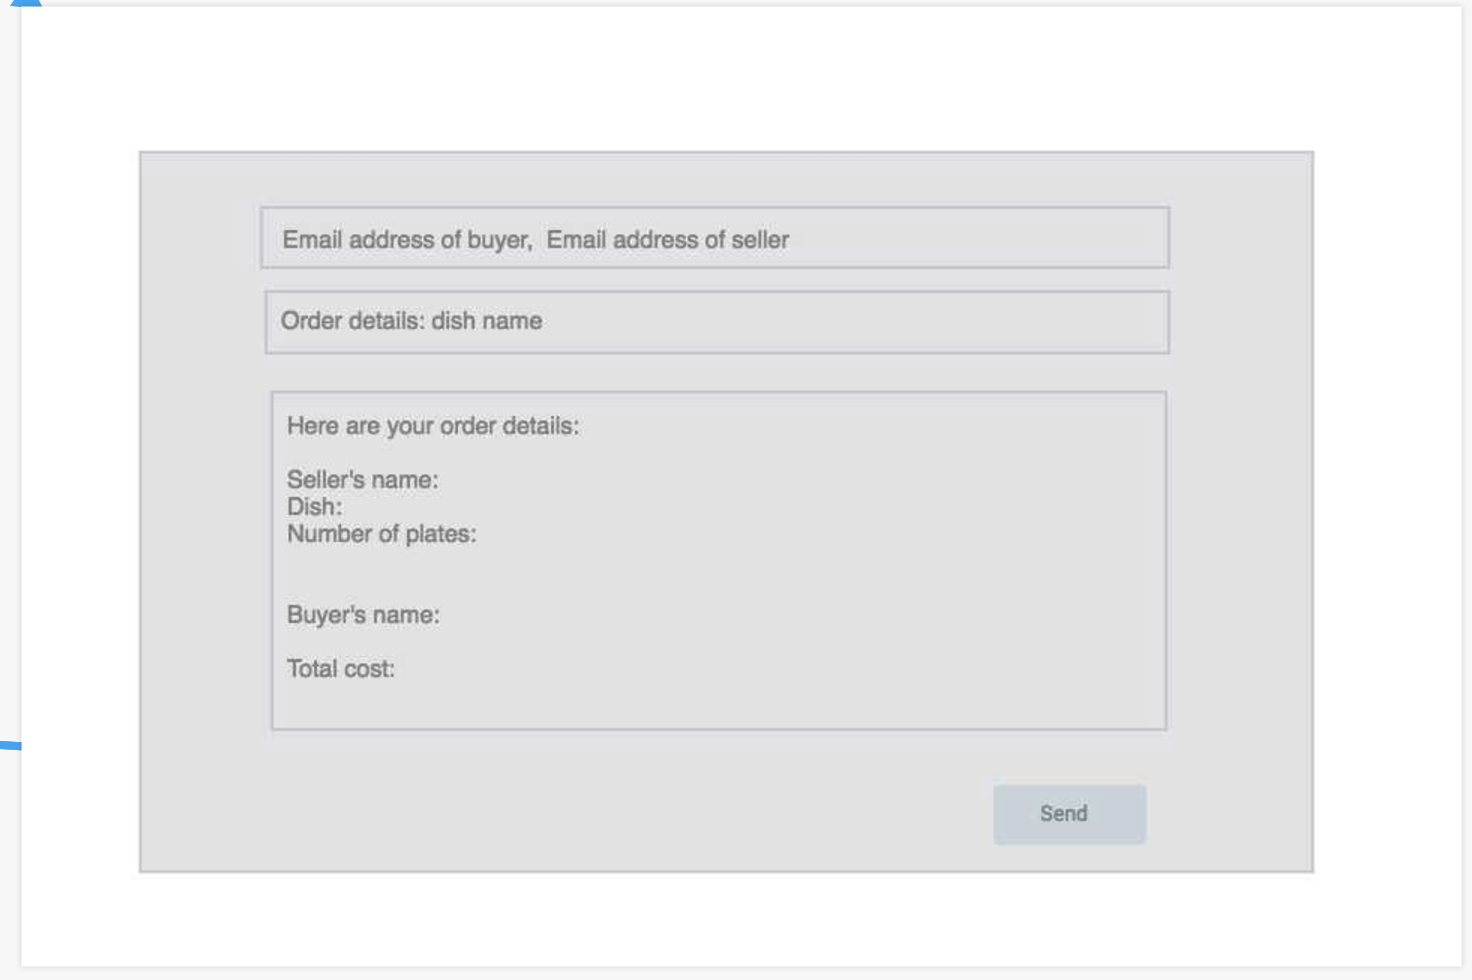 Email address of buyer,  Email address of seller
Order details: dish name
Here are your order details:
Seller's name:
Dish:
Number of plates:
Buyer's name:
Total cost:
Send